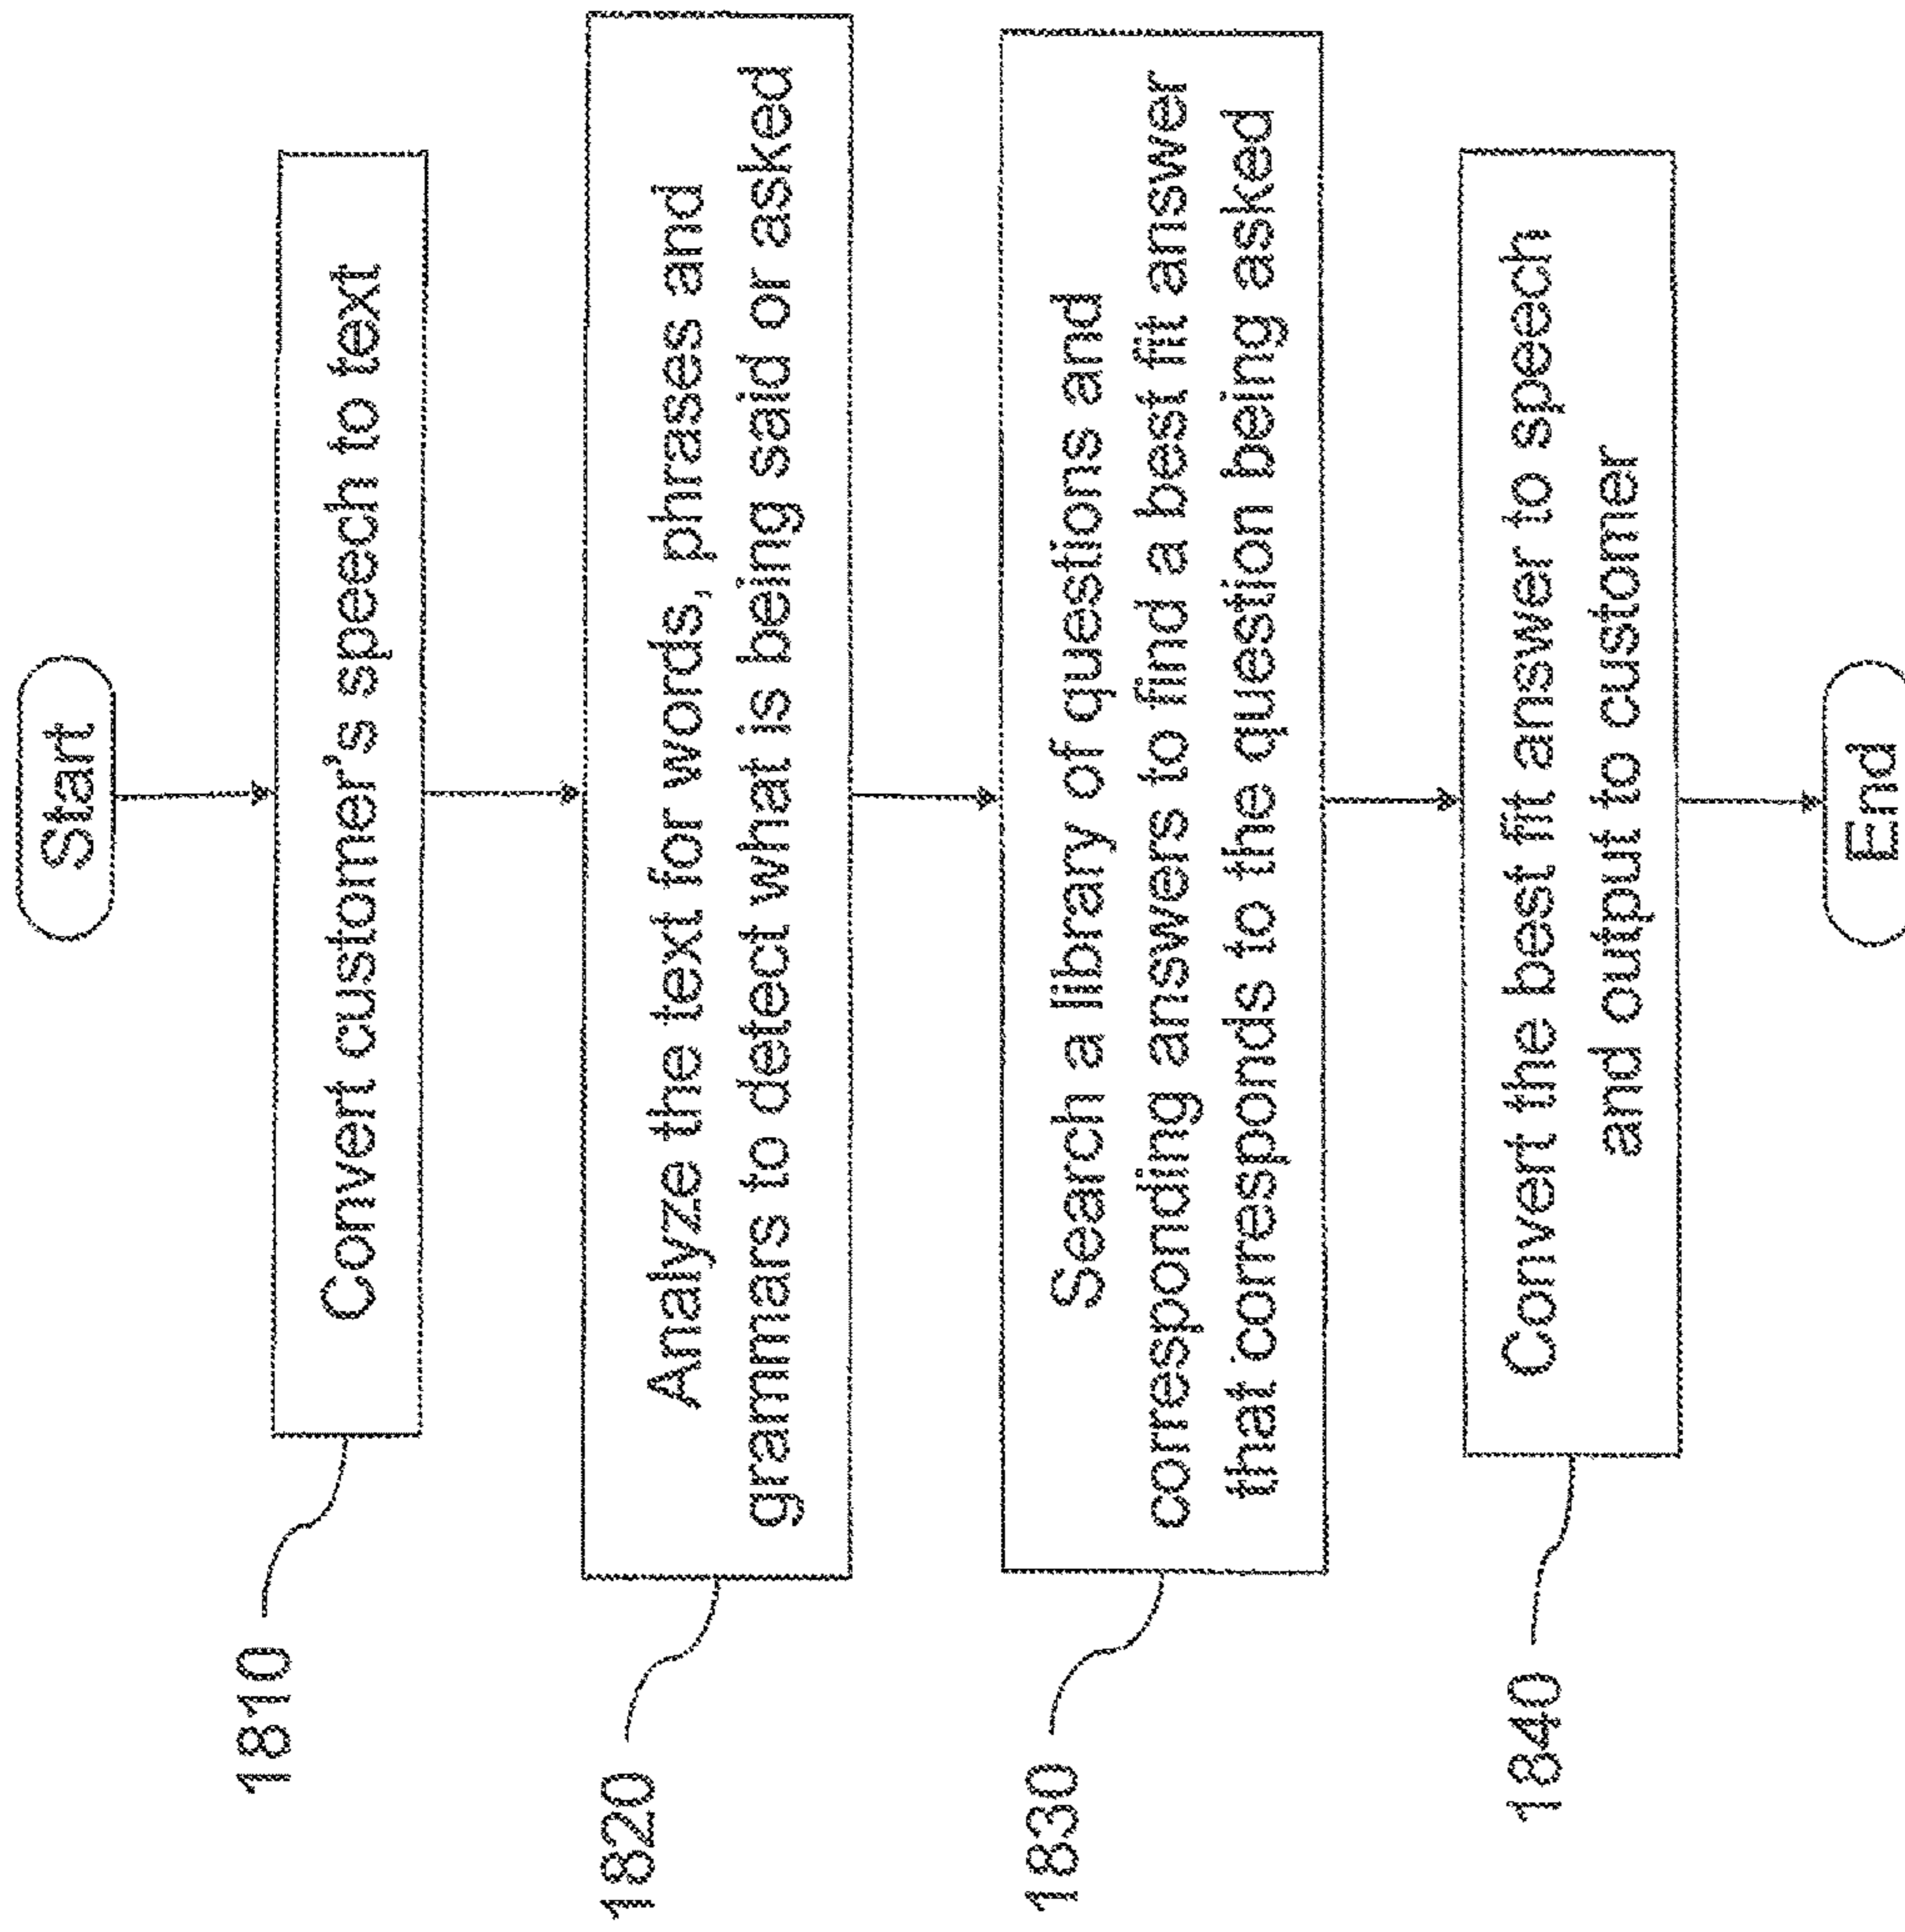 Start
1810
Convert customer's speech to text
1820
Analyze the text for words, phrases and
grammars to detect what is being said or asked
1830
Search a library of questions and
corresponding answers to find a best fit answer
that corresponds to the question being asked
1840
Convert the best fit answer to speech
and output to customer
End